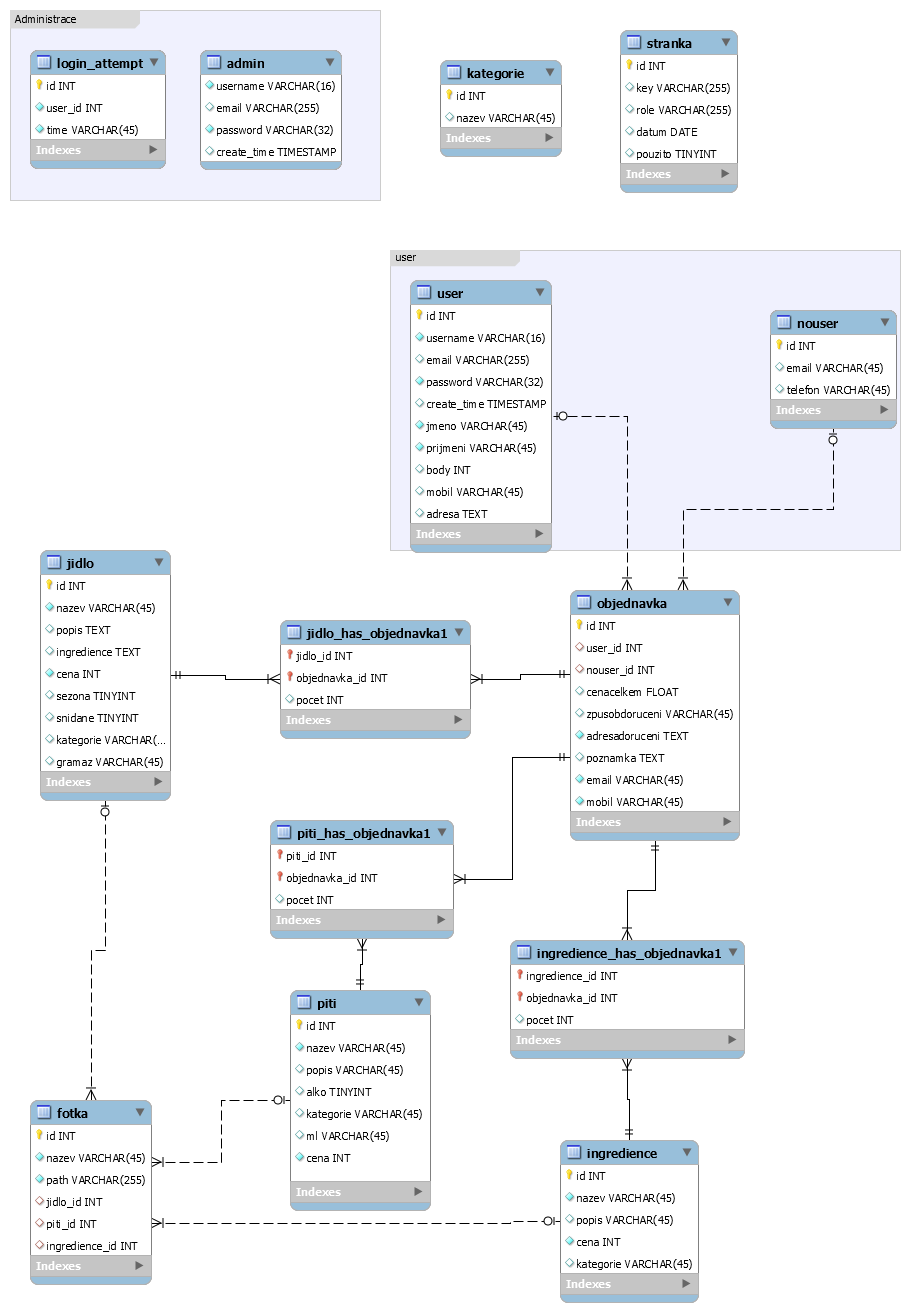 Administrace
login_attempt
id INT
user_id INT
time VARCHAR(45)
Indexes
admin
username VARCHAR(16)
email VARCHAR(255)
password VARCHAR(32)
create_time TIMESTAMP
kategorie
id INT
nazev VARCHAR(45)
Indexes
stranka
id INT
key VARCHAR(255)
role VARCHAR(255)
datum DATE
pouzito TINYINT
Indexes
user
user
id INT
username VARCHAR(16)
email VARCHAR(255)
password VARCHAR(32)
create_time TIMESTAMP
jmeno VARCHAR(45)
prijmeni VARCHAR(45)
body INT
mobil VARCHAR(45)
adresa TEXT
Indexes
nouser
id INT
email VARCHAR(45)
telefon VARCHAR(45)
Indexes
jidlo
id INT
nazev VARCHAR(45)
popis TEXT
ingredience TEXT
cena INT
sezona TINYINT
snidane TINYINT
kategorie VARCHAR(...
gramaz VARCHAR(45)
Indexes
jidlo_has_objednavka1
jidlo_id INT
objednavka_id INT
pocet INT
Indexes
objednavka
id INT
user_id INT
nouser_id INT
cenacelkem FLOAT
zpusobdoruceni VARCHAR(45)
adresadoruceni TEXT
poznamka TEXT
email VARCHAR(45)
mobil VARCHAR(45)
Indexes
piti_has_objednavka1
piti_id INT
objednavka_id INT
pocet INT
Indexes
ingredience_has_objednavka1
ingredience_id INT
objednavka_id INT
pocet INT
Indexes
piti
id INT
nazev VARCHAR(45)
popis VARCHAR(45)
alko TINYINT
kategorie VARCHAR(45)
ml VARCHAR(45)
cena INT
Indexes
fotka
id INT
nazev VARCHAR(45)
path VARCHAR(255)
jidlo_id INT
piti_id INT
ingredience_id INT
Indexes
ingredience
id INT
nazev VARCHAR(45)
popis VARCHAR(45)
cena INT
kategorie VARCHAR(45)
Indexes